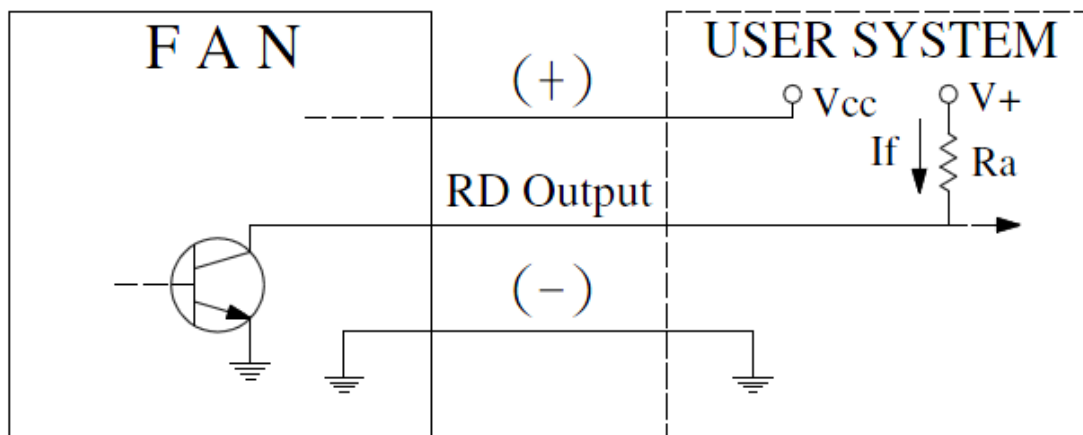 F A N
USER SYSTEM
(+)
Vcc
V+
If
Ra
RD Output
(-)